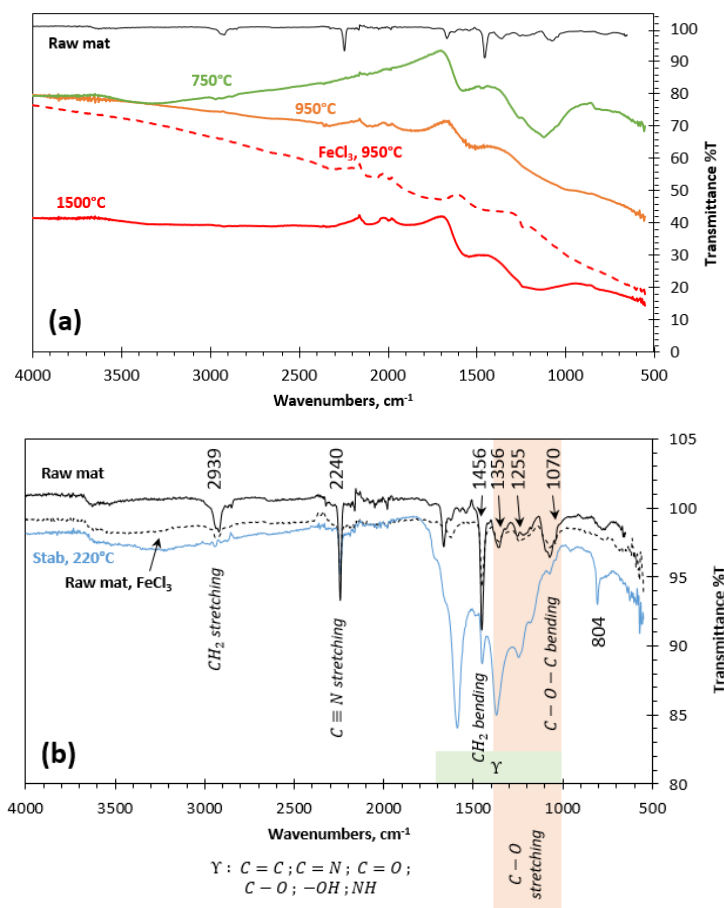 Raw mat
750°C
950°C
FeCl3, 950°C
1500°C
(a)
100
90
80
70
60
50
40
30
20
10
0
Transmittance %T
4000 3500 3000 2500 2000 1500 1000 500
Wavenumbers, cm-1
Raw mat
2939
2240
1456
1356
1255
1070
Stab, 220°C
Raw mat, FeCl3
CH2 stretching
C ≡ N stretching
CH2 bending
C − O − C bending
804
(b)
ϒ
105
100
95
90
85
80
Transmittance %T
4000 3500 3000 2500 2000 1500 1000 500
Wavenumbers, cm-1
C − O
stretching
ϒ : C = C ; C = N ; C = O ;
C − O ; −OH ; NH